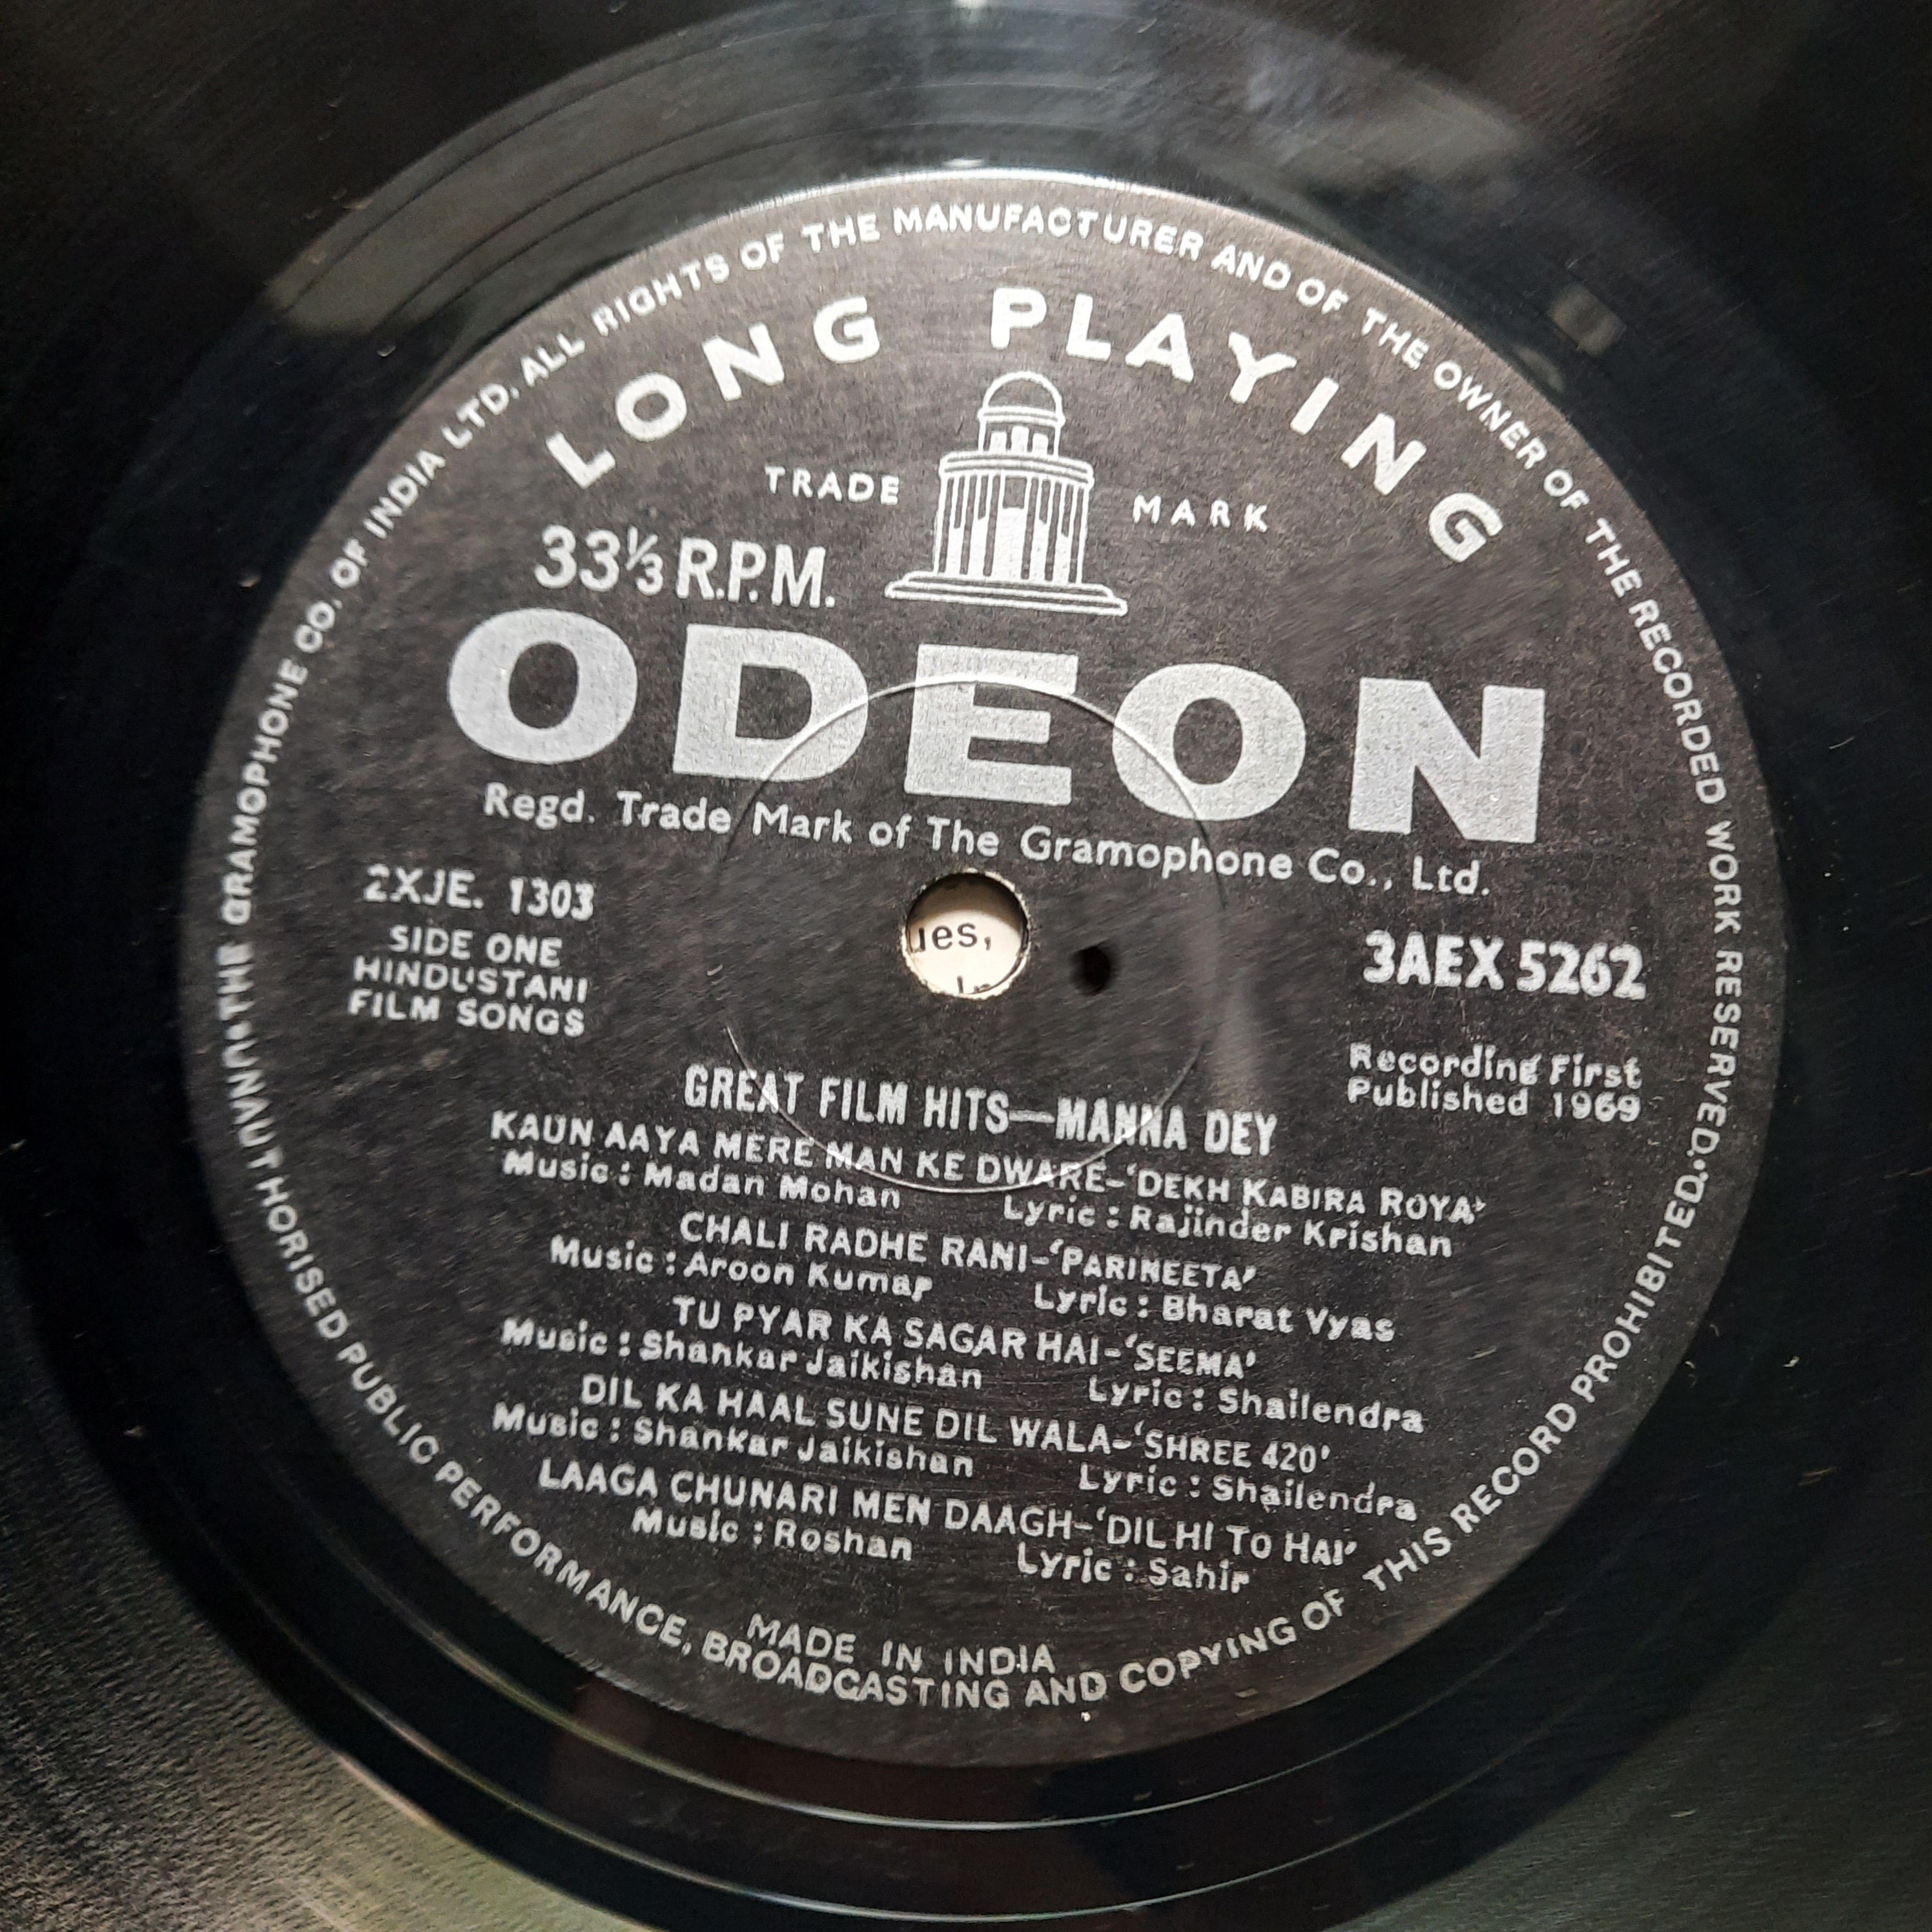 THE GRAMOPHONE CO. OF INDIA LTD. ALL RIGHTS OF THE MANUFACTURER AND OF THE OWNER OF THE RECORDED WORK RESERVED.
UNAUTHORISED PUBLIC PERFORMANCE, BROADCASTING AND COPYING OF THIS RECORD PROHIBITED.
LONG PLAYING
TRADE MARK
33⅓ R.P.M.
ODEON
Regd. Trade Mark of The Gramophone Co., Ltd.
2XJE. 1303
SIDE ONE
HINDUSTANI
FILM SONGS
ues,
3AEX 5262
Recording First
Published 1969
GREAT FILM HITS—MANNA DEY
KAUN AAYA MERE MAN KE DWARE-'DEKH KABIRA ROYA'
Music : Madan Mohan Lyric : Rajinder Krishan
CHALI RADHE RANI-'PARINEETA'
Music : Aroon Kumar Lyric : Bharat Vyas
TU PYAR KA SAGAR HAI-'SEEMA'
Music : Shankar Jaikishan Lyric : Shailendra
DIL KA HAAL SUNE DIL WALA-'SHREE 420'
Music : Shankar Jaikishan Lyric : Shailendra
LAAGA CHUNARI MEN DAAGH-'DIL HI TO HAI'
Music : Roshan Lyric : Sahir
MADE IN INDIA